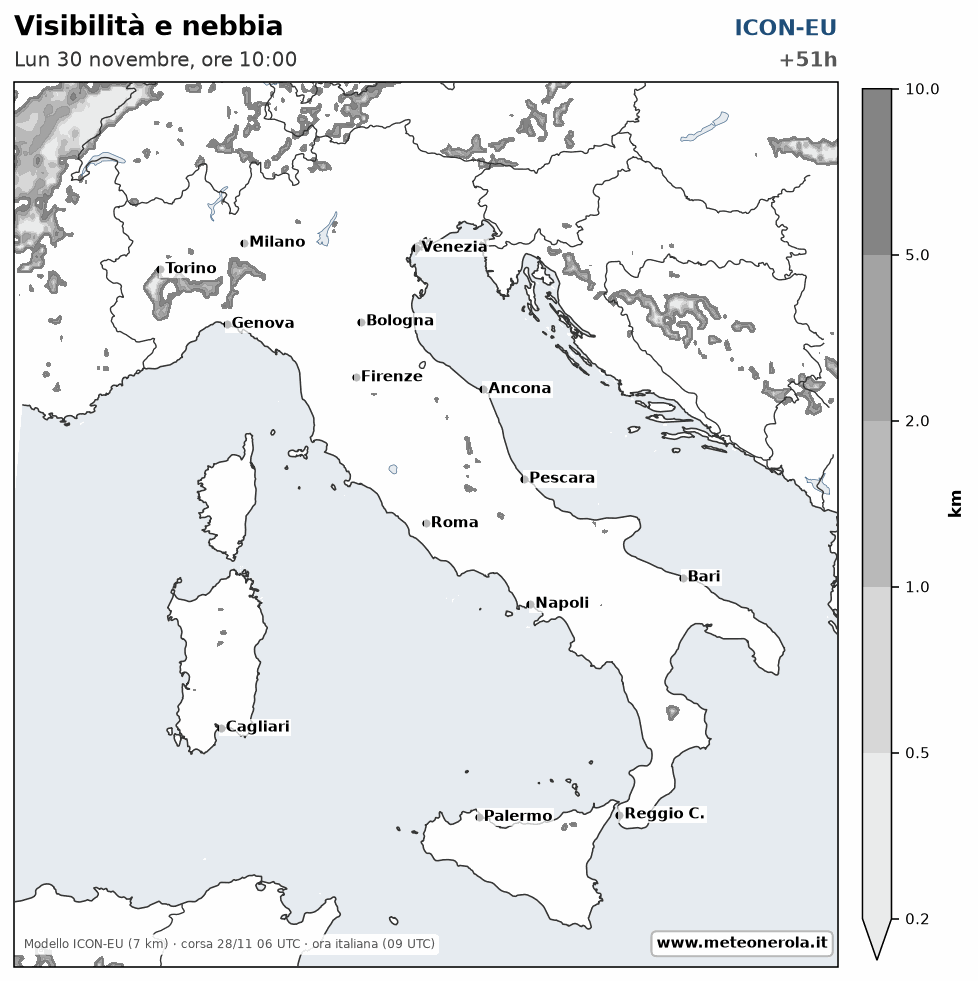 Visibilità e nebbia
ICON-EU
Lun 30 novembre, ore 10:00
+51h
10.0
Milano
Venezia
Torino
5.0
Genova
Bologna
Firenze
Ancona
2.0
Pescara
km
Roma
Bari
1.0
Napoli
Cagliari
0.5
Palermo
Reggio C.
0.2
Modello ICON-EU (7 km) · corsa 28/11 06 UTC · ora italiana (09 UTC)
www.meteonerola.it